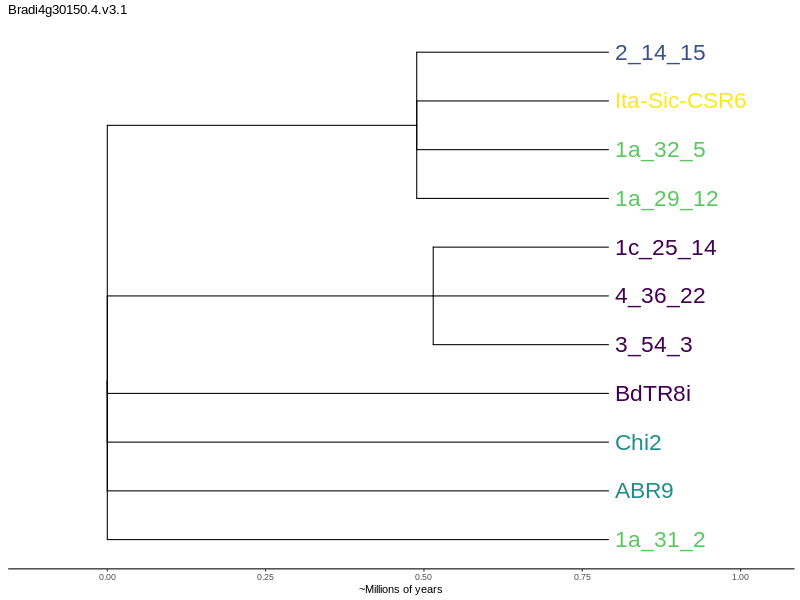 Bradi4g30150.4.v3.1
2_14_15
Ita-Sic-CSR6
1a_32_5
1a_29_12
1c_25_14
4_36_22
3_54_3
BdTR8i
Chi2
ABR9
1a_31_2
0.00 0.25 0.50 0.75 1.00
~Millions of years